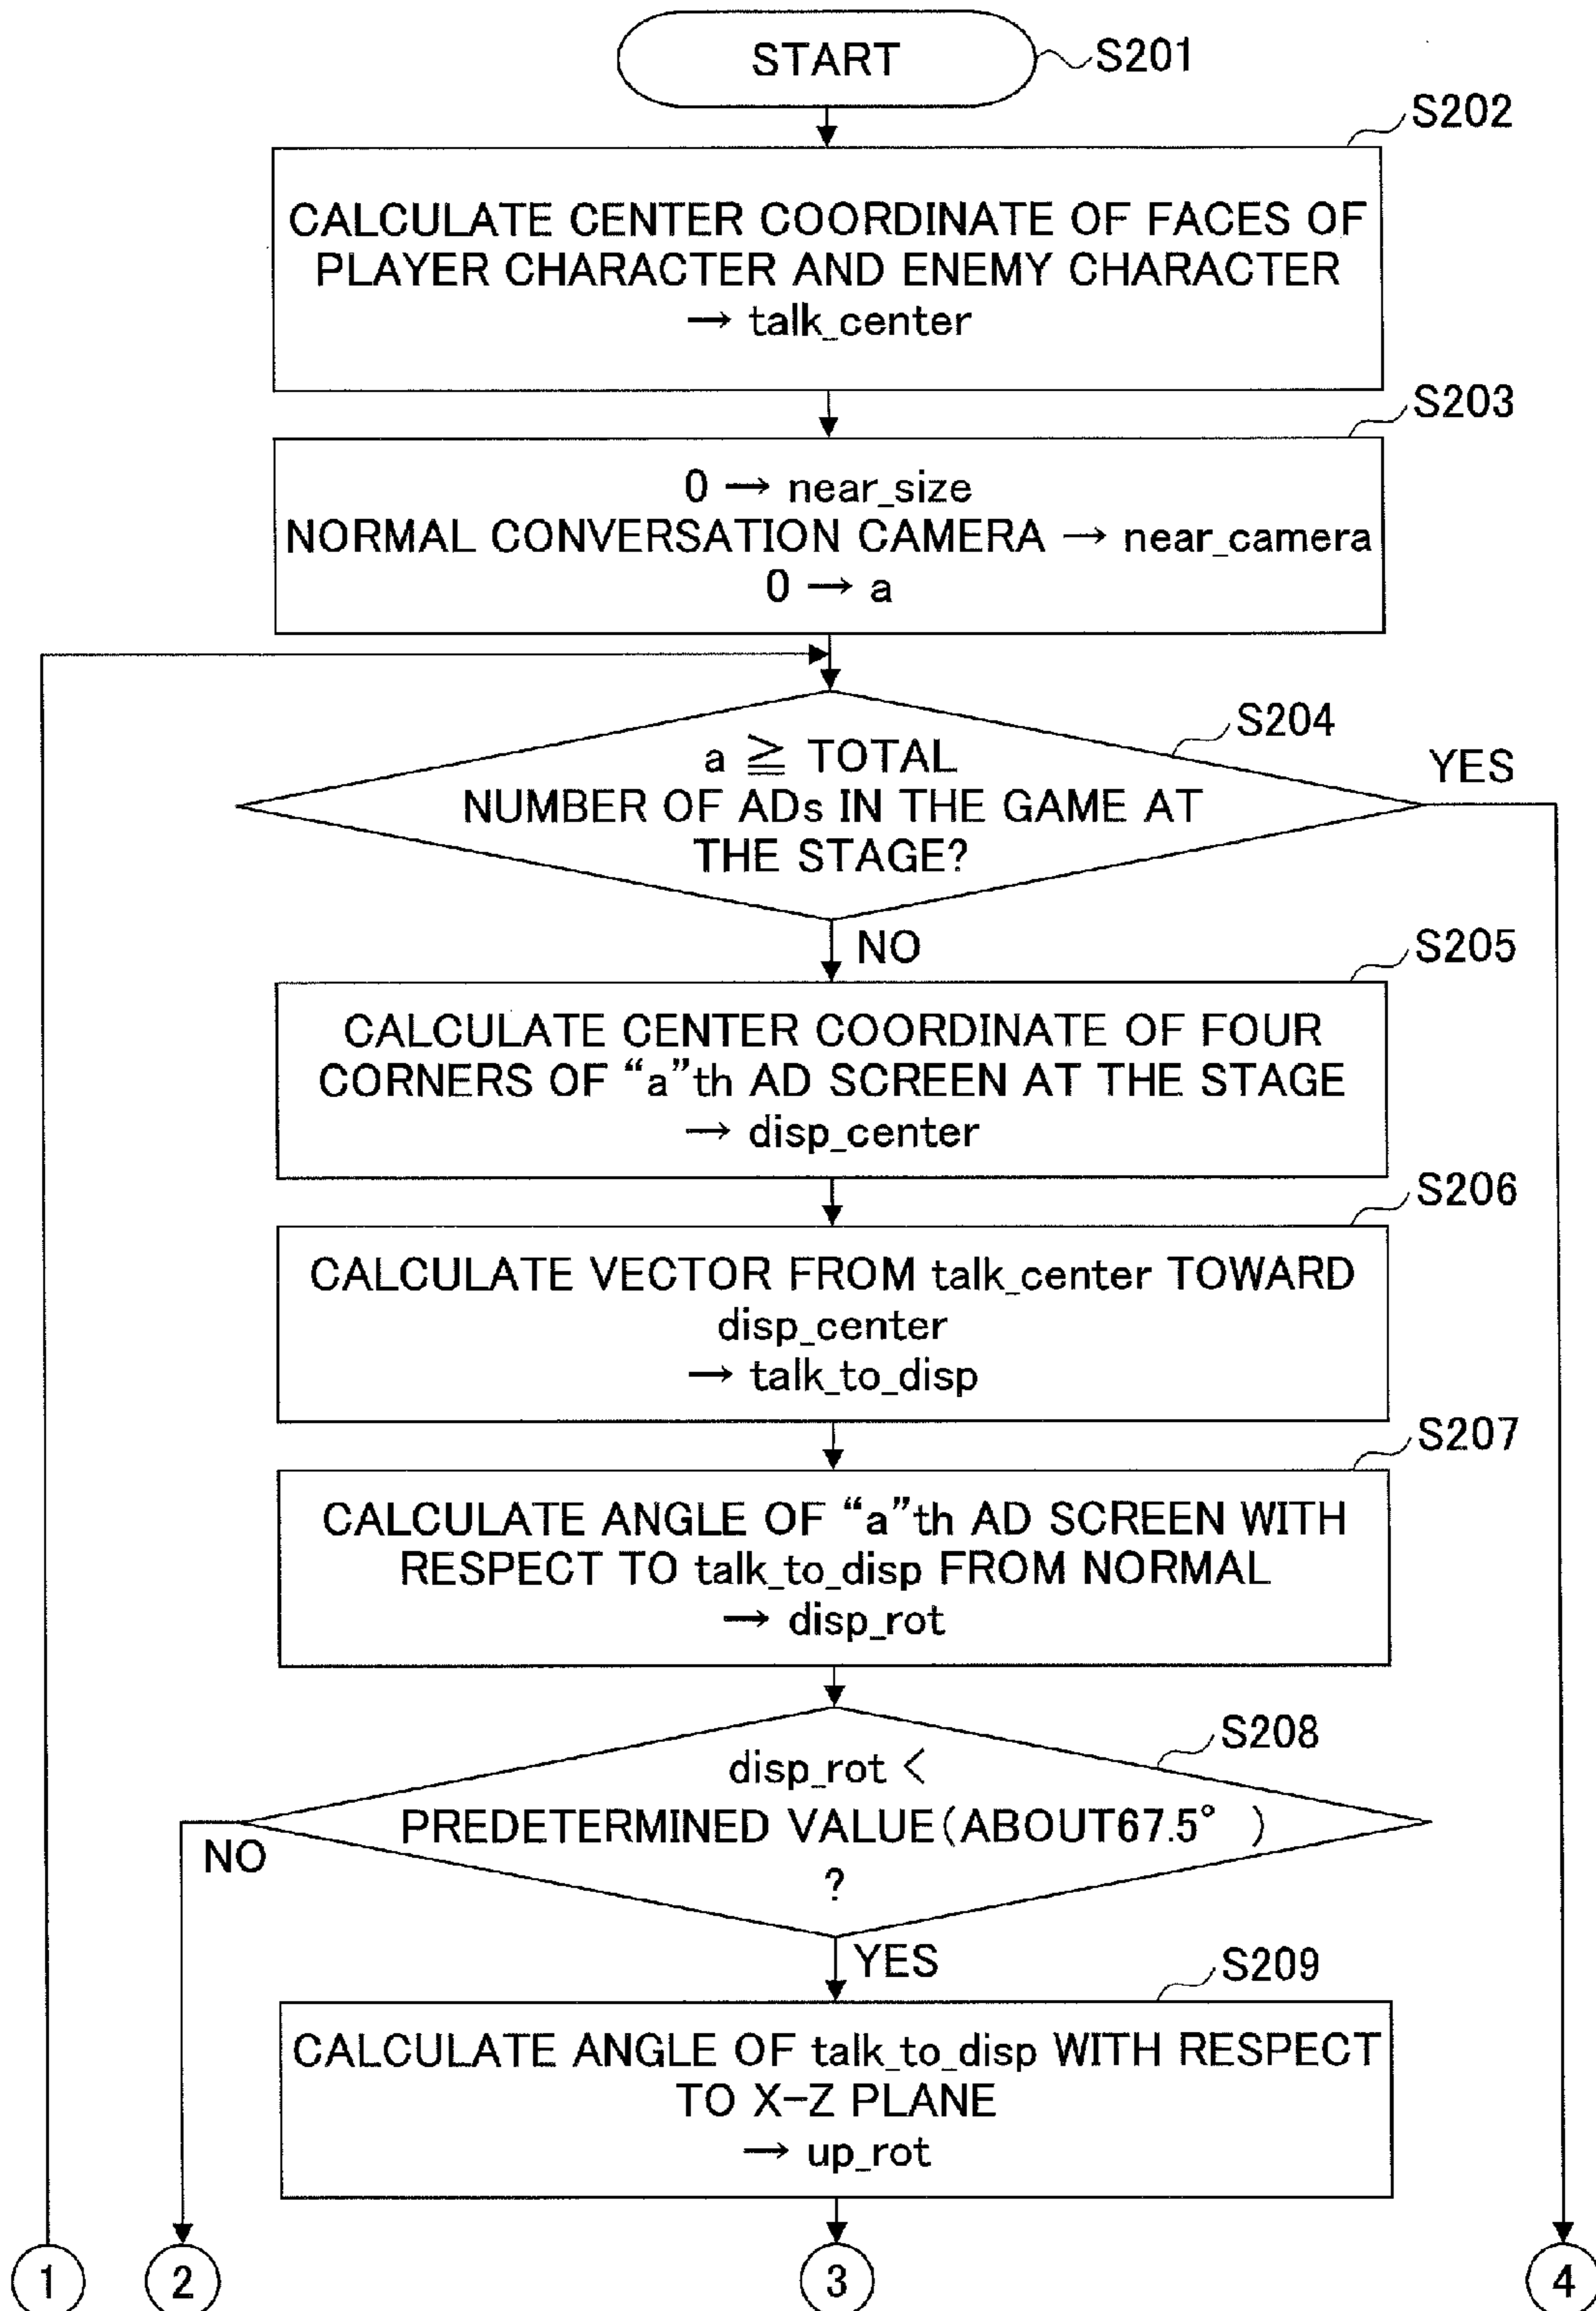 START
S201
S202
CALCULATE CENTER COORDINATE OF FACES OF
PLAYER CHARACTER AND ENEMY CHARACTER
→ talk_center
S203
0 → near_size
NORMAL CONVERSATION CAMERA → near_camera
0 → a
S204
a ≧ TOTAL
NUMBER OF ADs IN THE GAME AT
THE STAGE?
YES
NO
S205
CALCULATE CENTER COORDINATE OF FOUR
CORNERS OF “a”th AD SCREEN AT THE STAGE
→ disp_center
S206
CALCULATE VECTOR FROM talk_center TOWARD
disp_center
→ talk_to_disp
S207
CALCULATE ANGLE OF “a”th AD SCREEN WITH
RESPECT TO talk_to_disp FROM NORMAL
→ disp_rot
S208
disp_rot <
PREDETERMINED VALUE(ABOUT67.5° )
?
NO
YES
S209
CALCULATE ANGLE OF talk_to_disp WITH RESPECT
TO X-Z PLANE
→ up_rot
1
2
3
4